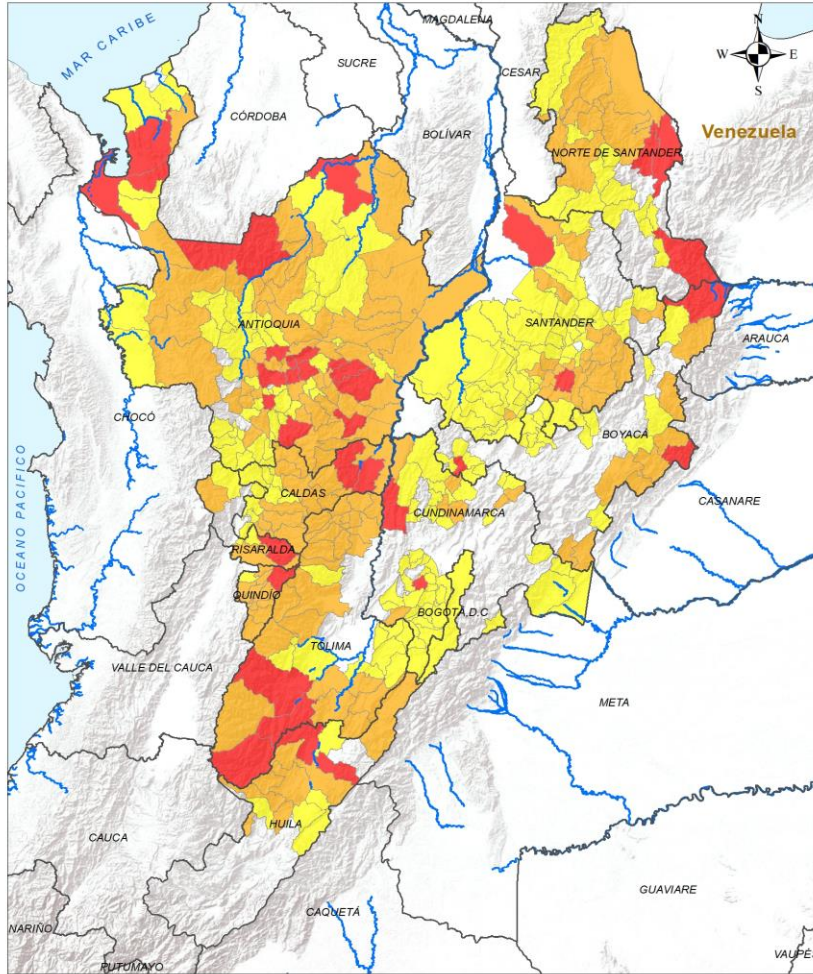 MAR CARIBE
MAGDALENA
N
W
E
S
SUCRE
CESAR
CÓRDOBA
BOLÍVAR
Venezuela
NORTE DE SANTANDER
ANTIOQUIA
SANTANDER
ARAUCA
CHOCÓ
BOYACÁ
OCEANO PACIFICO
CALDAS
CUNDINAMARCA
CASANARE
RISARALDA
QUINDÍO
BOGOTÁ,D.C
TOLIMA
VALLE DEL CAUCA
META
HUILA
CAUCA
GUAVIARE
CAQUETÁ
NARIÑO
VAUPÉS
PUTUMAYO